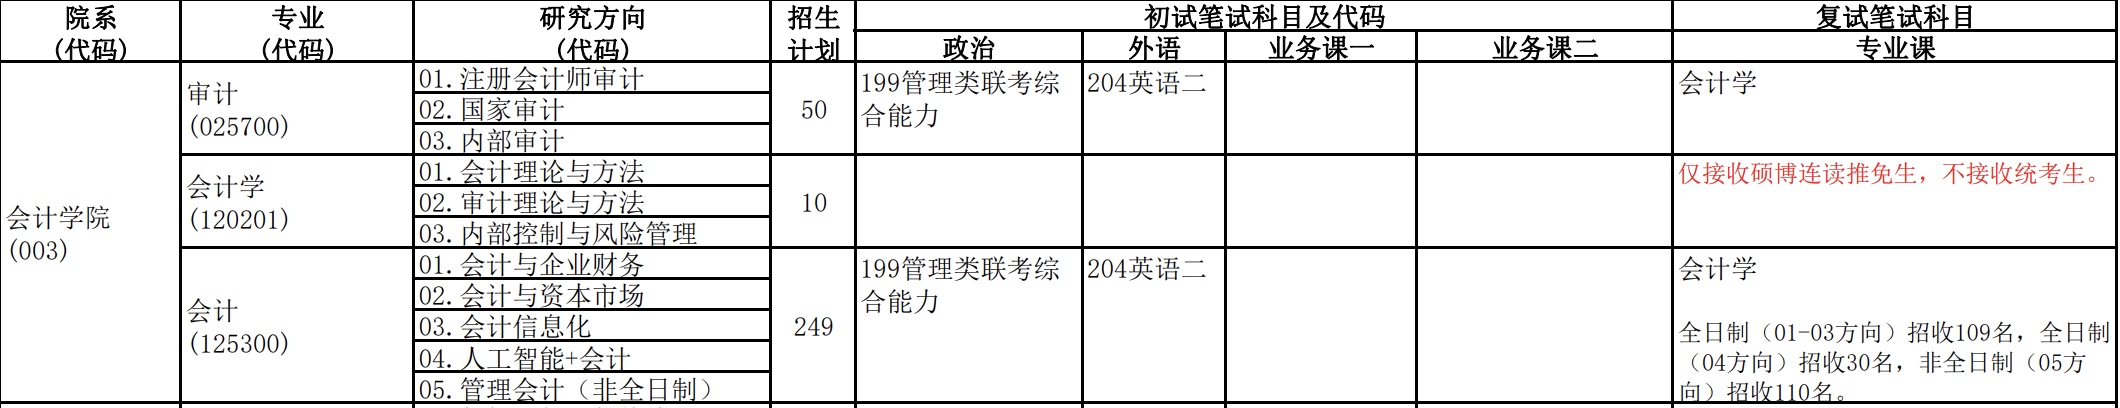 院系 专业 研究方向 招生 初试笔试科目及代码 复试笔试科目
(代码) (代码) (代码) 计划 政治 外语 业务课一 业务课二 专业课
会计学院
(003)
审计
(025700)
01.注册会计师审计
02.国家审计
03.内部审计
50
199管理类联考综
合能力
204英语二
会计学
会计学
(120201)
01.会计理论与方法
02.审计理论与方法
03.内部控制与风险管理
10
仅接收硕博连读推免生，不接收统考生。
会计
(125300)
01.会计与企业财务
02.会计与资本市场
03.会计信息化
04.人工智能+会计
05.管理会计（非全日制）
249
199管理类联考综
合能力
204英语二
会计学
全日制（01-03方向）招收109名，全日制
（04方向）招收30名，非全日制（05方
向）招收110名。